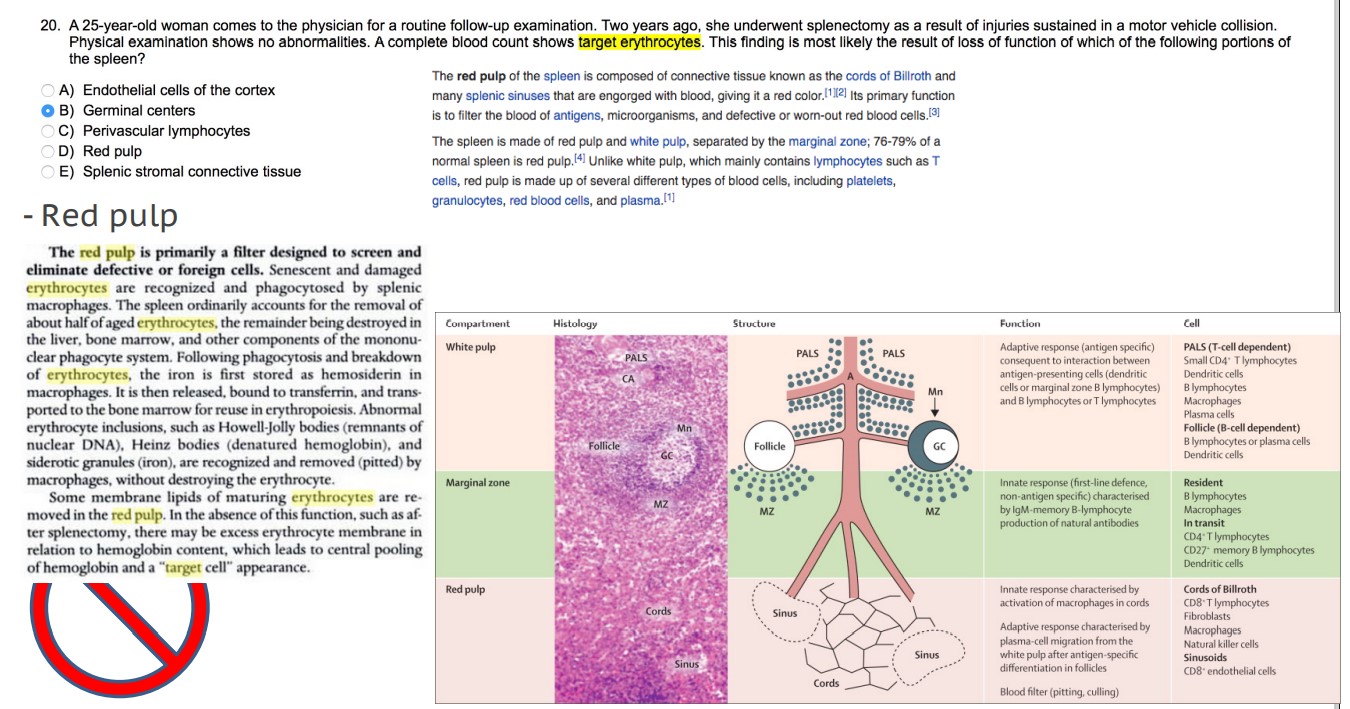 20. A 25-year-old woman comes to the physician for a routine follow-up examination. Two years ago, she underwent splenectomy as a result of injuries sustained in a motor vehicle collision.
Physical examination shows no abnormalities. A complete blood count shows target erythrocytes. This finding is most likely the result of loss of function of which of the following portions of
the spleen?
A) Endothelial cells of the cortex
B) Germinal centers
C) Perivascular lymphocytes
D) Red pulp
E) Splenic stromal connective tissue
The red pulp of the spleen is composed of connective tissue known as the cords of Billroth and
many splenic sinuses that are engorged with blood, giving it a red color.[1][2] Its primary function
is to filter the blood of antigens, microorganisms, and defective or worn-out red blood cells.[3]
The spleen is made of red pulp and white pulp, separated by the marginal zone; 76-79% of a
normal spleen is red pulp.[4] Unlike white pulp, which mainly contains lymphocytes such as T
cells, red pulp is made up of several different types of blood cells, including platelets,
granulocytes, red blood cells, and plasma.[1]
- Red pulp
The red pulp is primarily a filter designed to screen and
eliminate defective or foreign cells. Senescent and damaged
erythrocytes are recognized and phagocytosed by splenic
macrophages. The spleen ordinarily accounts for the removal of
about half of aged erythrocytes, the remainder being destroyed in
the liver, bone marrow, and other components of the mononu-
clear phagocyte system. Following phagocytosis and breakdown
of erythrocytes, the iron is first stored as hemosiderin in
macrophages. It is then released, bound to transferrin, and trans-
ported to the bone marrow for reuse in erythropoiesis. Abnormal
erythrocyte inclusions, such as Howell-Jolly bodies (remnants of
nuclear DNA), Heinz bodies (denatured hemoglobin), and
siderotic granules (iron), are recognized and removed (pitted) by
macrophages, without destroying the erythrocyte.
Some membrane lipids of maturing erythrocytes are re-
moved in the red pulp. In the absence of this function, such as af-
ter splenectomy, there may be excess erythrocyte membrane in
relation to hemoglobin content, which leads to central pooling
of hemoglobin and a "target cell" appearance.
Compartment Histology Structure Function Cell
White pulp
PALS
CA
Mn
Follicle
GC
MZ
PALS PALS
A
Mn
Follicle GC
MZ MZ
Adaptive response (antigen specific)
consequent to interaction between
antigen-presenting cells (dendritic
cells or marginal zone B lymphocytes)
and B lymphocytes or T lymphocytes
PALS (T-cell dependent)
Small CD4+ T lymphocytes
Dendritic cells
B lymphocytes
Macrophages
Plasma cells
Follicle (B-cell dependent)
B lymphocytes or plasma cells
Dendritic cells
Marginal zone
Innate response (first-line defence,
non-antigen specific) characterised
by IgM-memory B-lymphocyte
production of natural antibodies
Resident
B lymphocytes
Macrophages
In transit
CD4+ T lymphocytes
CD27+ memory B lymphocytes
Dendritic cells
Red pulp
Cords
Sinus
Sinus
Sinus
Cords
Innate response characterised by
activation of macrophages in cords
Adaptive response characterised by
plasma-cell migration from the
white pulp after antigen-specific
differentiation in follicles
Blood filter (pitting, culling)
Cords of Billroth
CD8+ T lymphocytes
Fibroblasts
Macrophages
Natural killer cells
Sinusoids
CD8+ endothelial cells